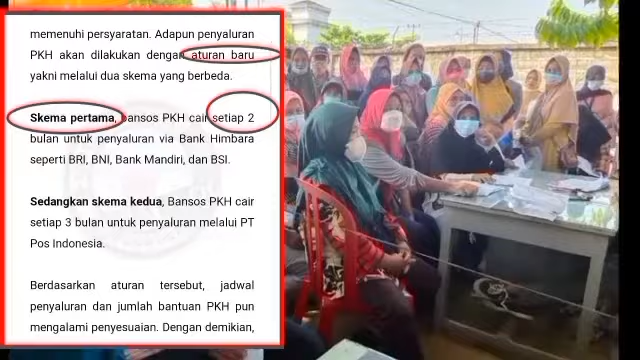 memenuhi persyaratan. Adapun penyaluran
PKH akan dilakukan dengan aturan baru
yakni melalui dua skema yang berbeda.
Skema pertama, bansos PKH cair setiap 2
bulan untuk penyaluran via Bank Himbara
seperti BRI, BNI, Bank Mandiri, dan BSI.
Sedangkan skema kedua, Bansos PKH cair
setiap 3 bulan untuk penyaluran melalui PT
Pos Indonesia.
Berdasarkan aturan tersebut, jadwal
penyaluran dan jumlah bantuan PKH pun
mengalami penyesuaian. Dengan demikian,